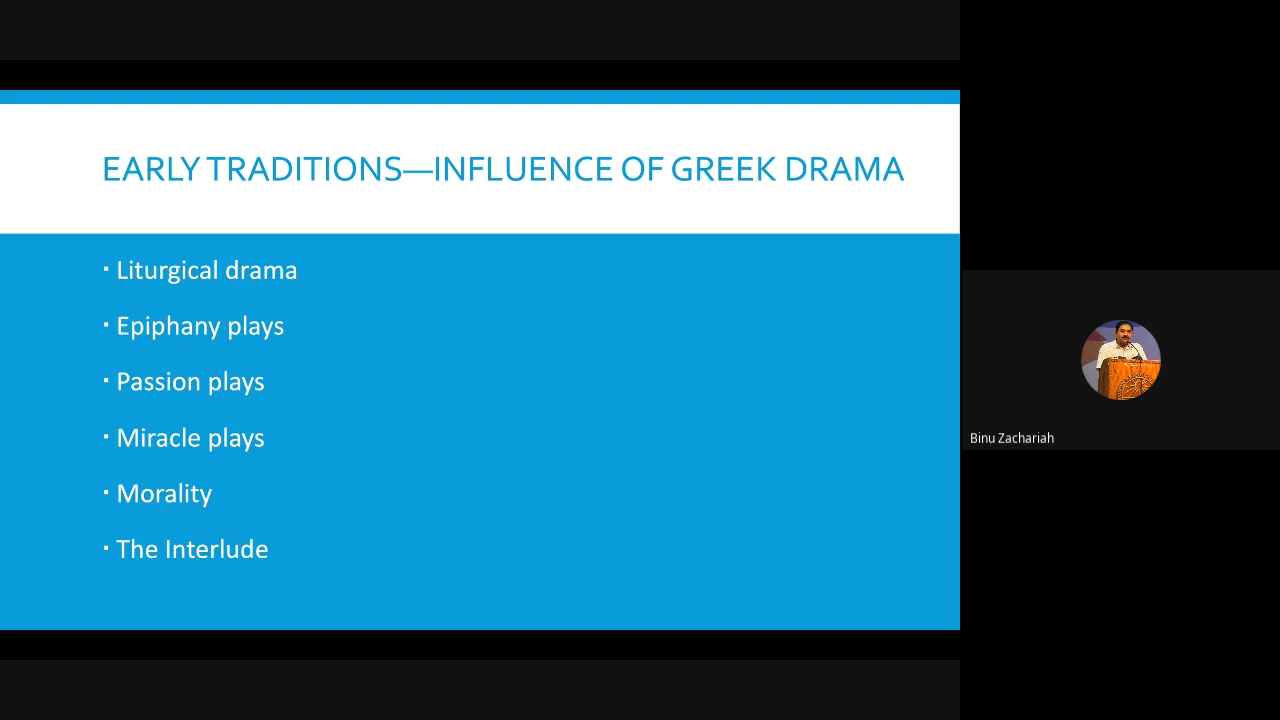 EARLY TRADITIONS—INFLUENCE OF GREEK DRAMA
▪ Liturgical drama
▪ Epiphany plays
▪ Passion plays
▪ Miracle plays
▪ Morality
▪ The Interlude
Binu Zachariah